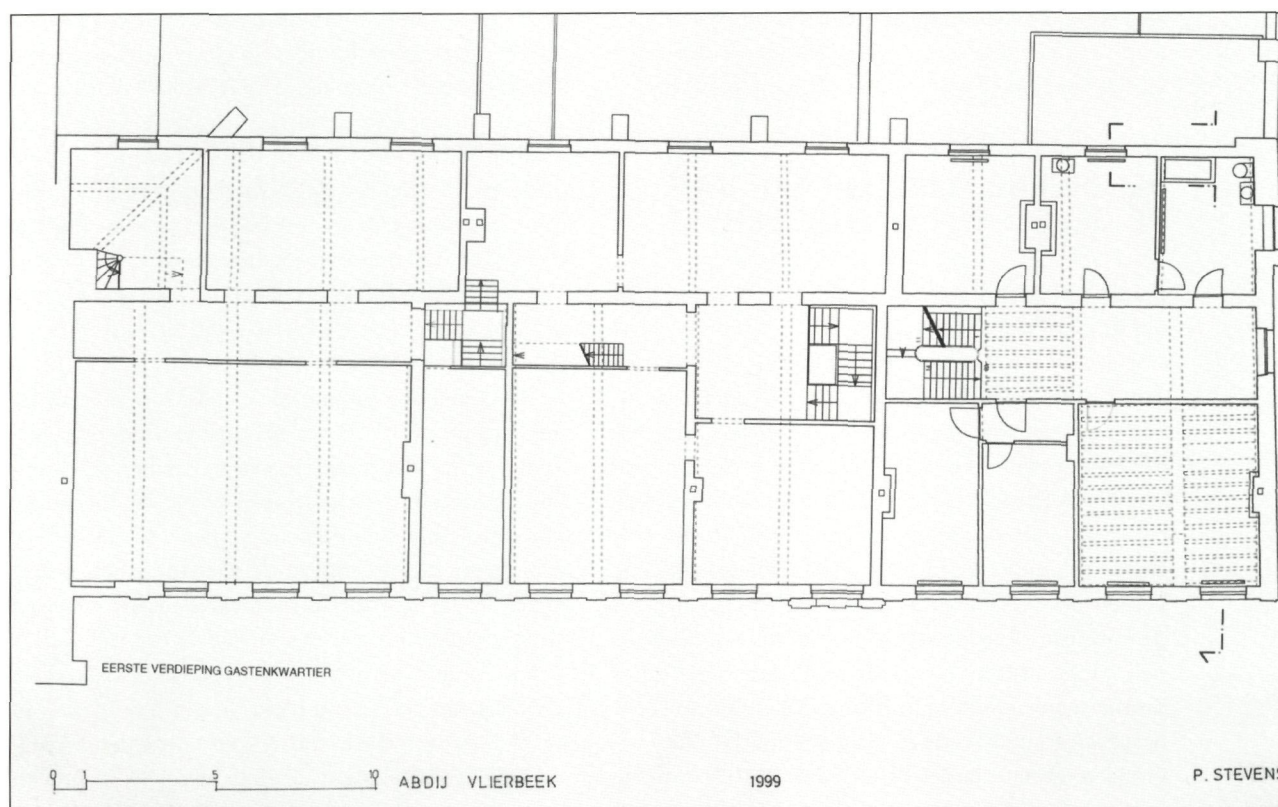 EERSTE VERDIEPING GASTENKWARTIER
0 1 5 10
ABDIJ VLIERBEEK
1999
P. STEVENS